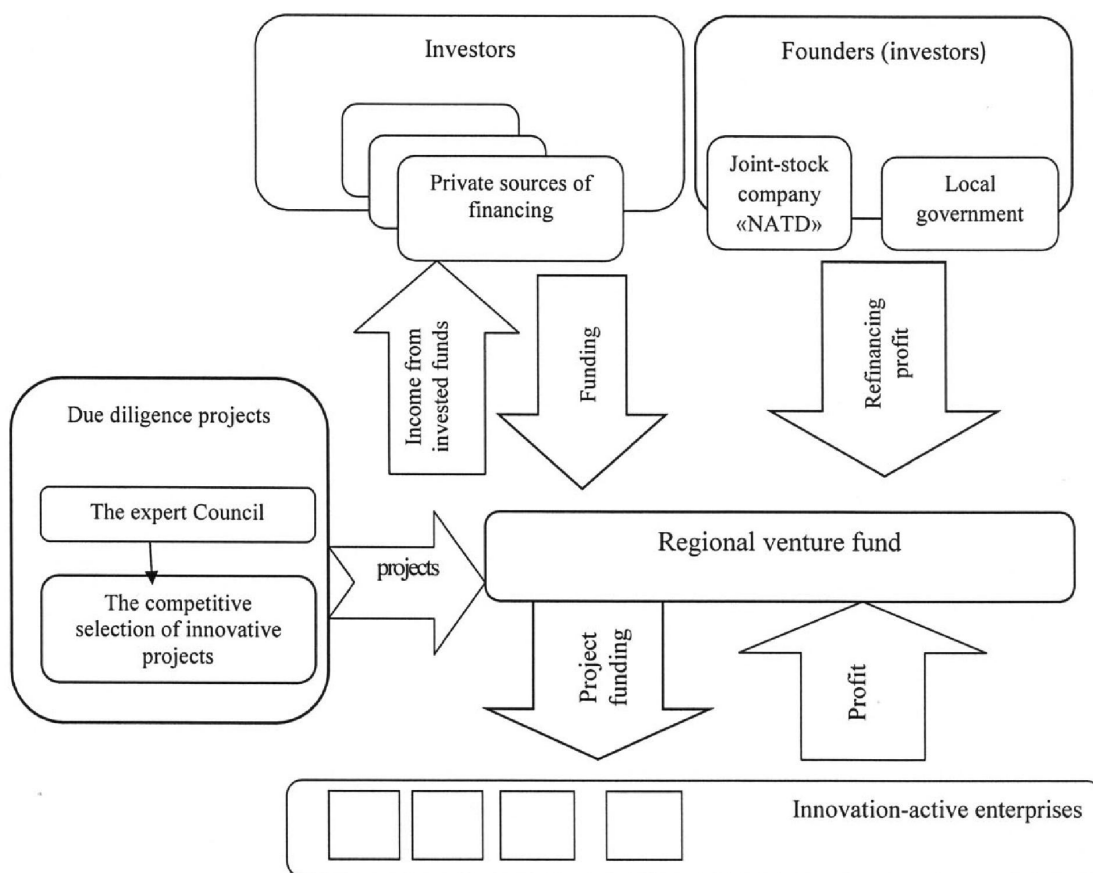 Investors
Private sources of
financing
Founders (investors)
Joint-stock
company
«NATD»
Local
government
Income from
invested funds
Funding
Refinancing
profit
Due diligence projects
The expert Council
The competitive
selection of innovative
projects
projects
Regional venture fund
Project
funding
Profit
Innovation-active enterprises